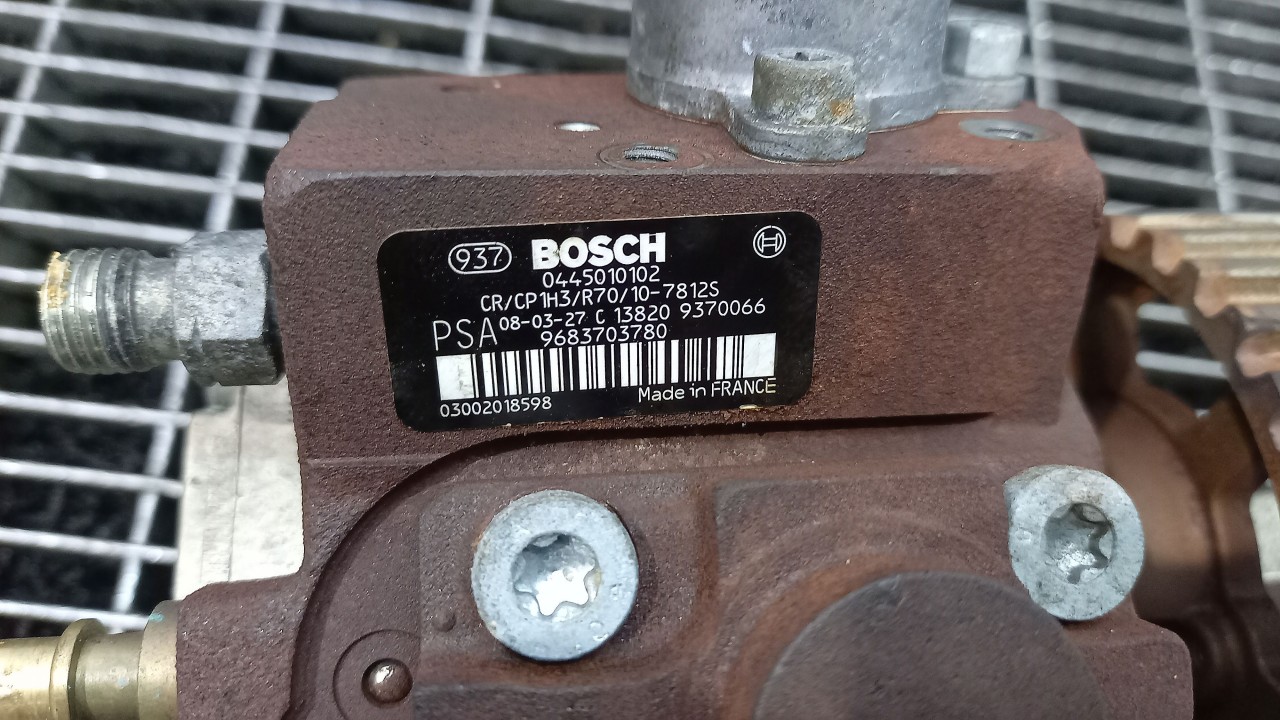 937 BOSCH
0445010102
CR/CP1H3/R70/10-7812S
PSA 08-03-27 C 13820 9370066
9683703780
Made in FRANCE
03002018598